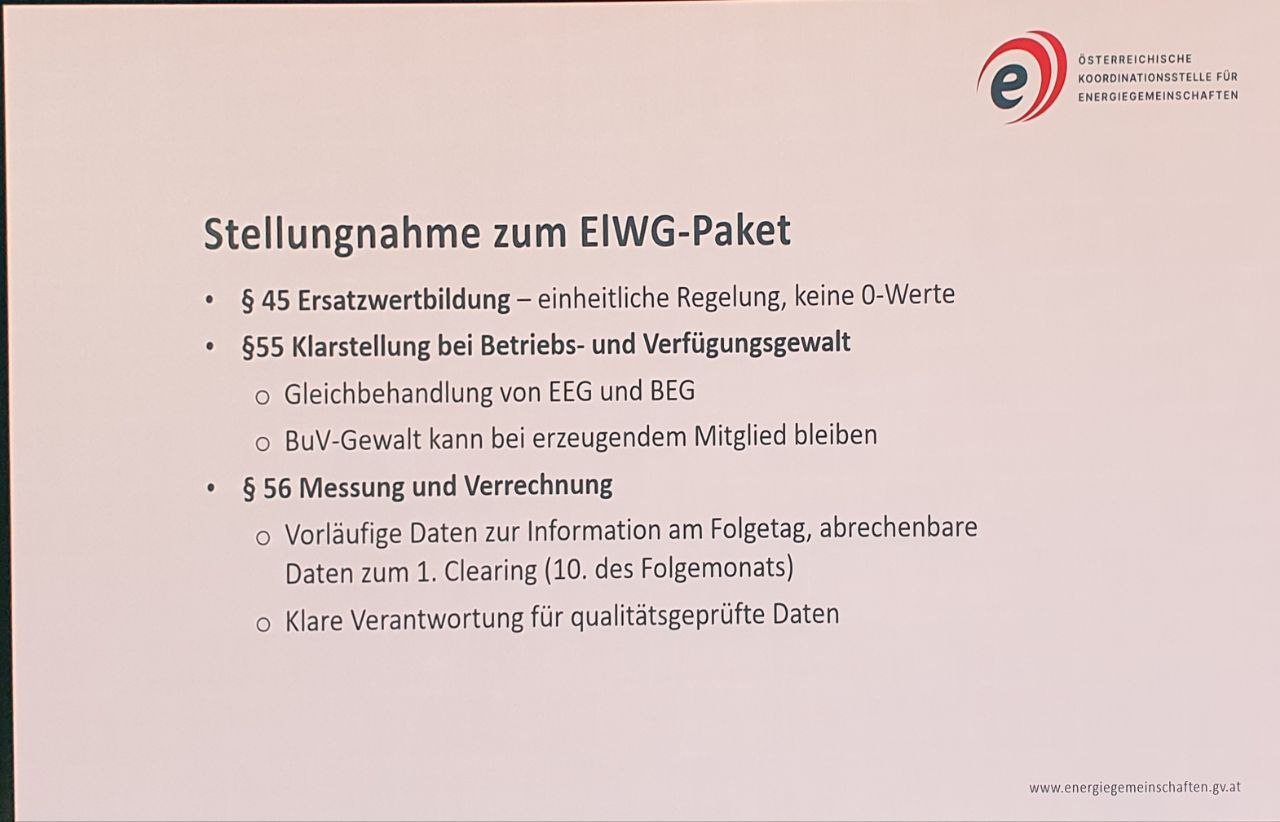 ÖSTERREICHISCHE
KOORDINATIONSSTELLE FÜR
ENERGIEGEMEINSCHAFTEN
Stellungnahme zum ElWG-Paket
• § 45 Ersatzwertbildung – einheitliche Regelung, keine 0-Werte
• §55 Klarstellung bei Betriebs- und Verfügungsgewalt
o Gleichbehandlung von EEG und BEG
o BuV-Gewalt kann bei erzeugendem Mitglied bleiben
• § 56 Messung und Verrechnung
o Vorläufige Daten zur Information am Folgetag, abrechenbare
Daten zum 1. Clearing (10. des Folgemonats)
o Klare Verantwortung für qualitätsgeprüfte Daten
www.energiegemeinschaften.gv.at